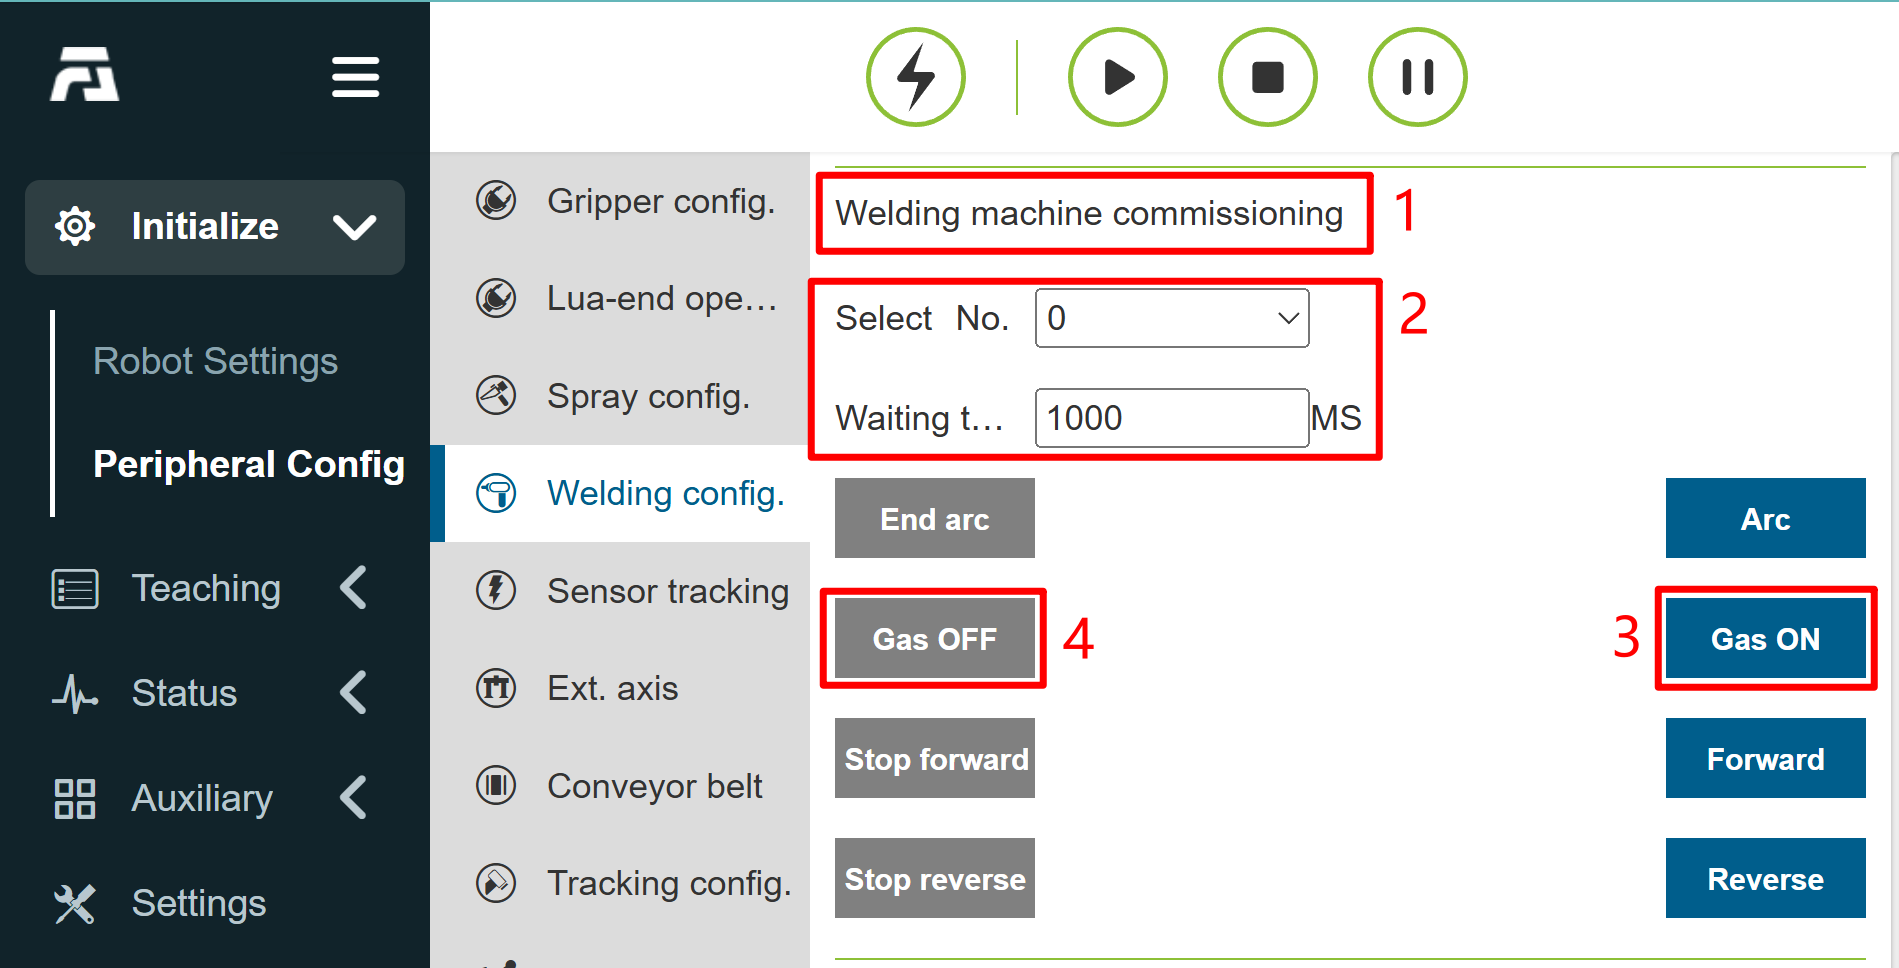 Initialize
Robot Settings
Peripheral Config
Teaching
Status
Auxiliary
Settings
Gripper config.
Lua-end ope...
Spray config.
Welding config.
Sensor tracking
Ext. axis
Conveyor belt
Tracking config.
Welding machine commissioning 1
Select No. 0 2
Waiting t... 1000 MS
End arc Arc
Gas OFF 4 3 Gas ON
Stop forward Forward
Stop reverse Reverse